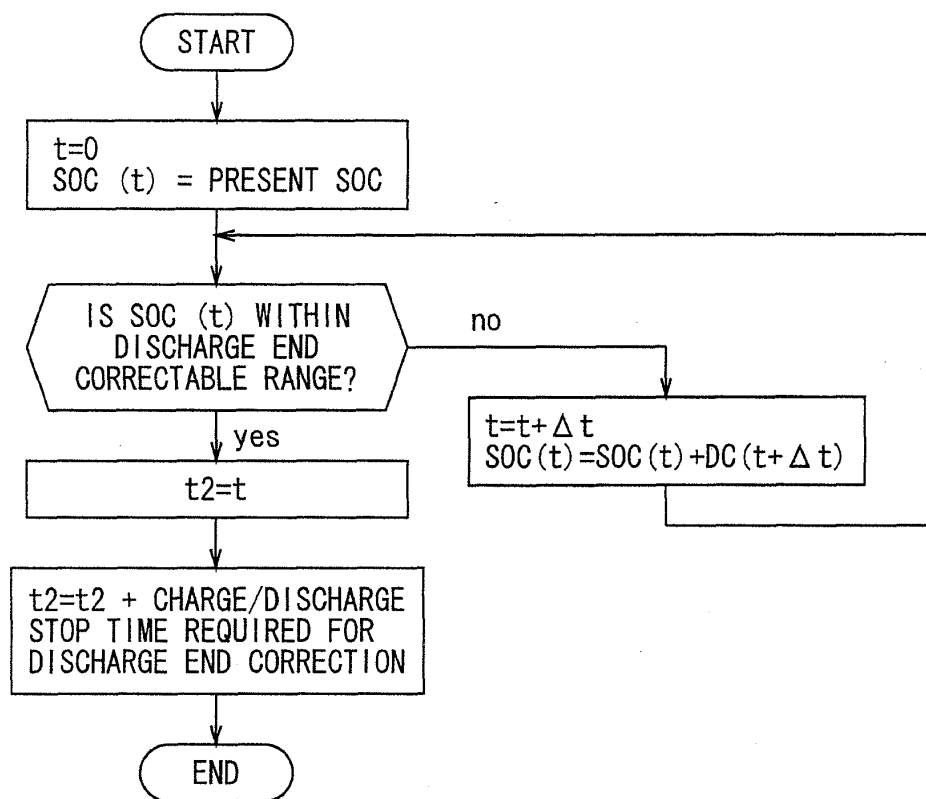 START
t=0
SOC (t) = PRESENT SOC
IS SOC (t) WITHIN
DISCHARGE END
CORRECTABLE RANGE?
no
yes
t=t+Δt
SOC(t)=SOC(t)+DC(t+Δt)
t2=t
t2=t2 + CHARGE/DISCHARGE
STOP TIME REQUIRED FOR
DISCHARGE END CORRECTION
END